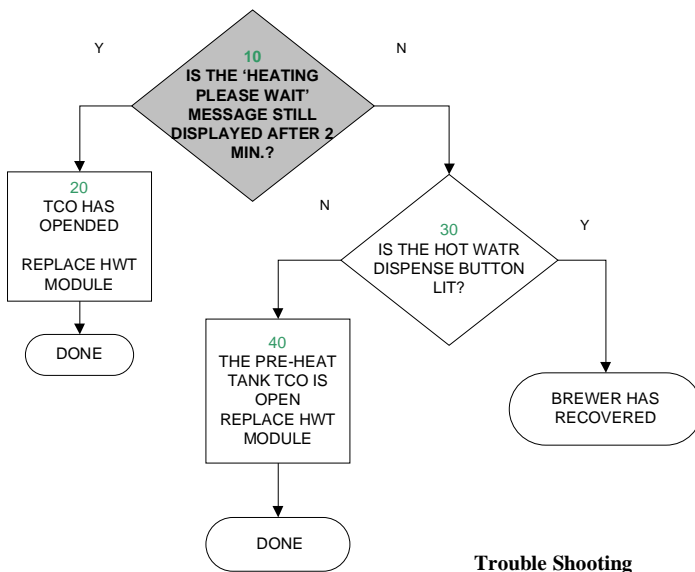 Y
N
10
IS THE ‘HEATING
PLEASE WAIT’
MESSAGE STILL
DISPLAYED AFTER 2
MIN.?
20
TCO HAS
OPENDED
REPLACE HWT
MODULE
DONE
N
Y
30
IS THE HOT WATR
DISPENSE BUTTON
LIT?
40
THE PRE-HEAT
TANK TCO IS
OPEN
REPLACE HWT
MODULE
DONE
BREWER HAS
RECOVERED
Trouble Shooting